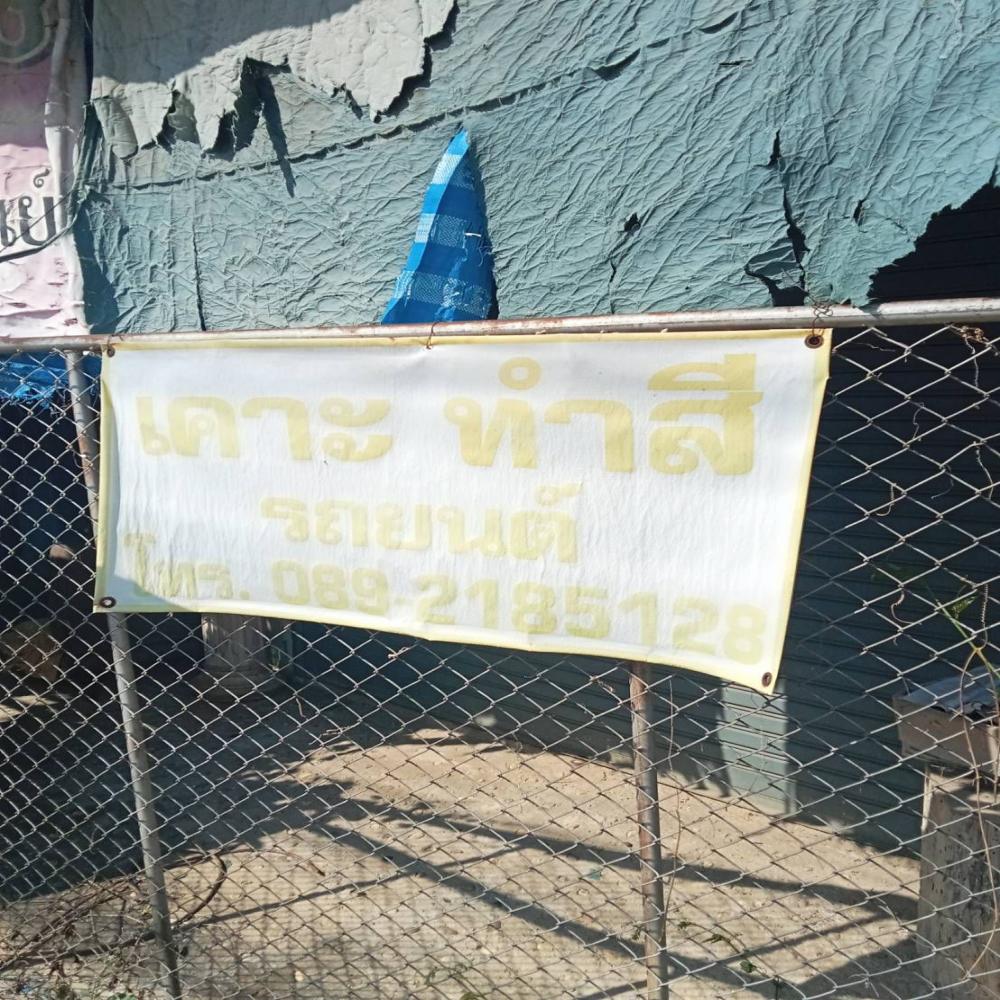 เคาะ ทำสี
รถยนต์
โทร. 089-2185128